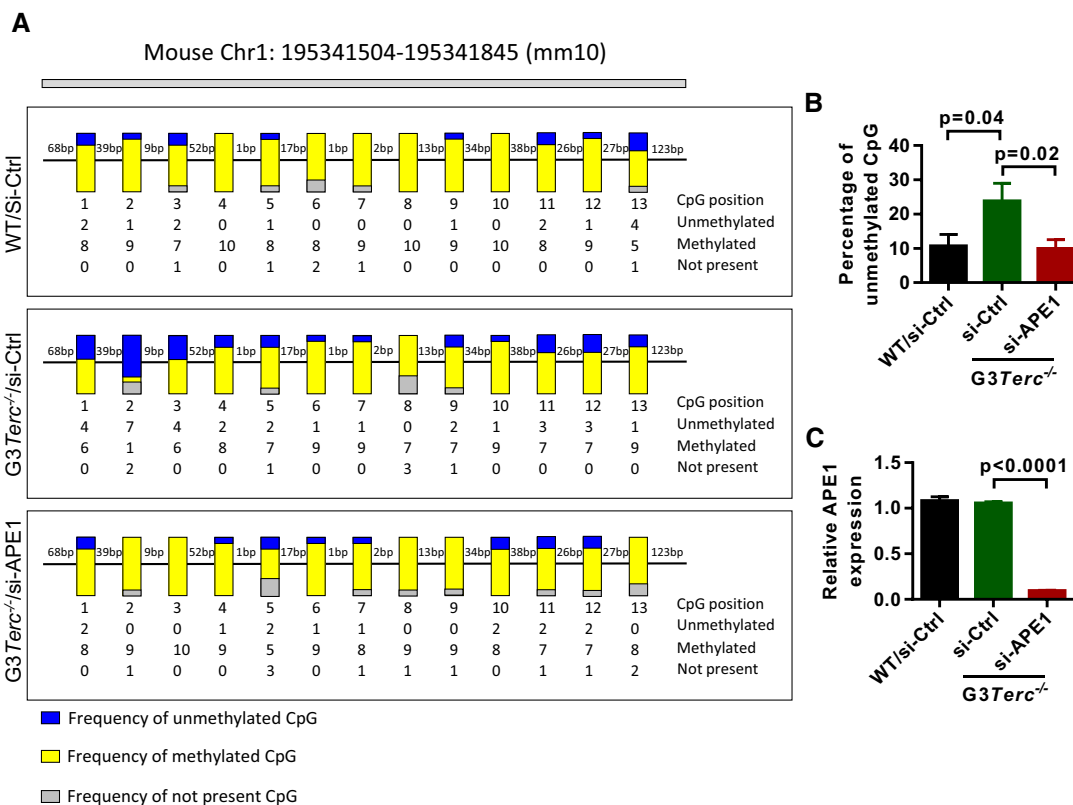 A
Mouse Chr1: 195341504-195341845 (mm10)
WT/Si-Ctrl
68bp 39bp 9bp 52bp 1bp 17bp 1bp 2bp 13bp 34bp 38bp 26bp 27bp 123bp
1 2 3 4 5 6 7 8 9 10 11 12 13 CpG position
2 1 2 0 1 0 0 0 1 0 2 1 4 Unmethylated
8 9 7 10 8 8 9 10 9 10 8 9 5 Methylated
0 0 1 0 1 2 1 0 0 0 0 0 1 Not present
G3Terc-/-/si-Ctrl
68bp 39bp 9bp 52bp 1bp 17bp 1bp 2bp 13bp 34bp 38bp 26bp 27bp 123bp
1 2 3 4 5 6 7 8 9 10 11 12 13 CpG position
4 7 4 2 2 1 1 0 2 1 3 3 1 Unmethylated
6 1 6 8 7 9 9 7 7 9 7 7 9 Methylated
0 2 0 0 1 0 0 3 1 0 0 0 0 Not present
G3Terc-/-/si-APE1
68bp 39bp 9bp 52bp 1bp 17bp 1bp 2bp 13bp 34bp 38bp 26bp 27bp 123bp
1 2 3 4 5 6 7 8 9 10 11 12 13 CpG position
2 0 0 1 2 1 1 0 0 2 2 2 0 Unmethylated
8 9 10 9 5 9 8 9 9 8 7 7 8 Methylated
0 1 0 0 3 0 1 1 1 0 1 1 2 Not present
Frequency of unmethylated CpG
Frequency of methylated CpG
Frequency of not present CpG
B
p=0.04
p=0.02
Percentage of
unmethylated CpG
40
30
20
10
0
WT/si-Ctrl
si-Ctrl
si-APE1
G3Terc-/-
C
p<0.0001
Relative APE1
expression
1.5
1.0
0.5
0.0
WT/si-Ctrl
si-Ctrl
si-APE1
G3Terc-/-